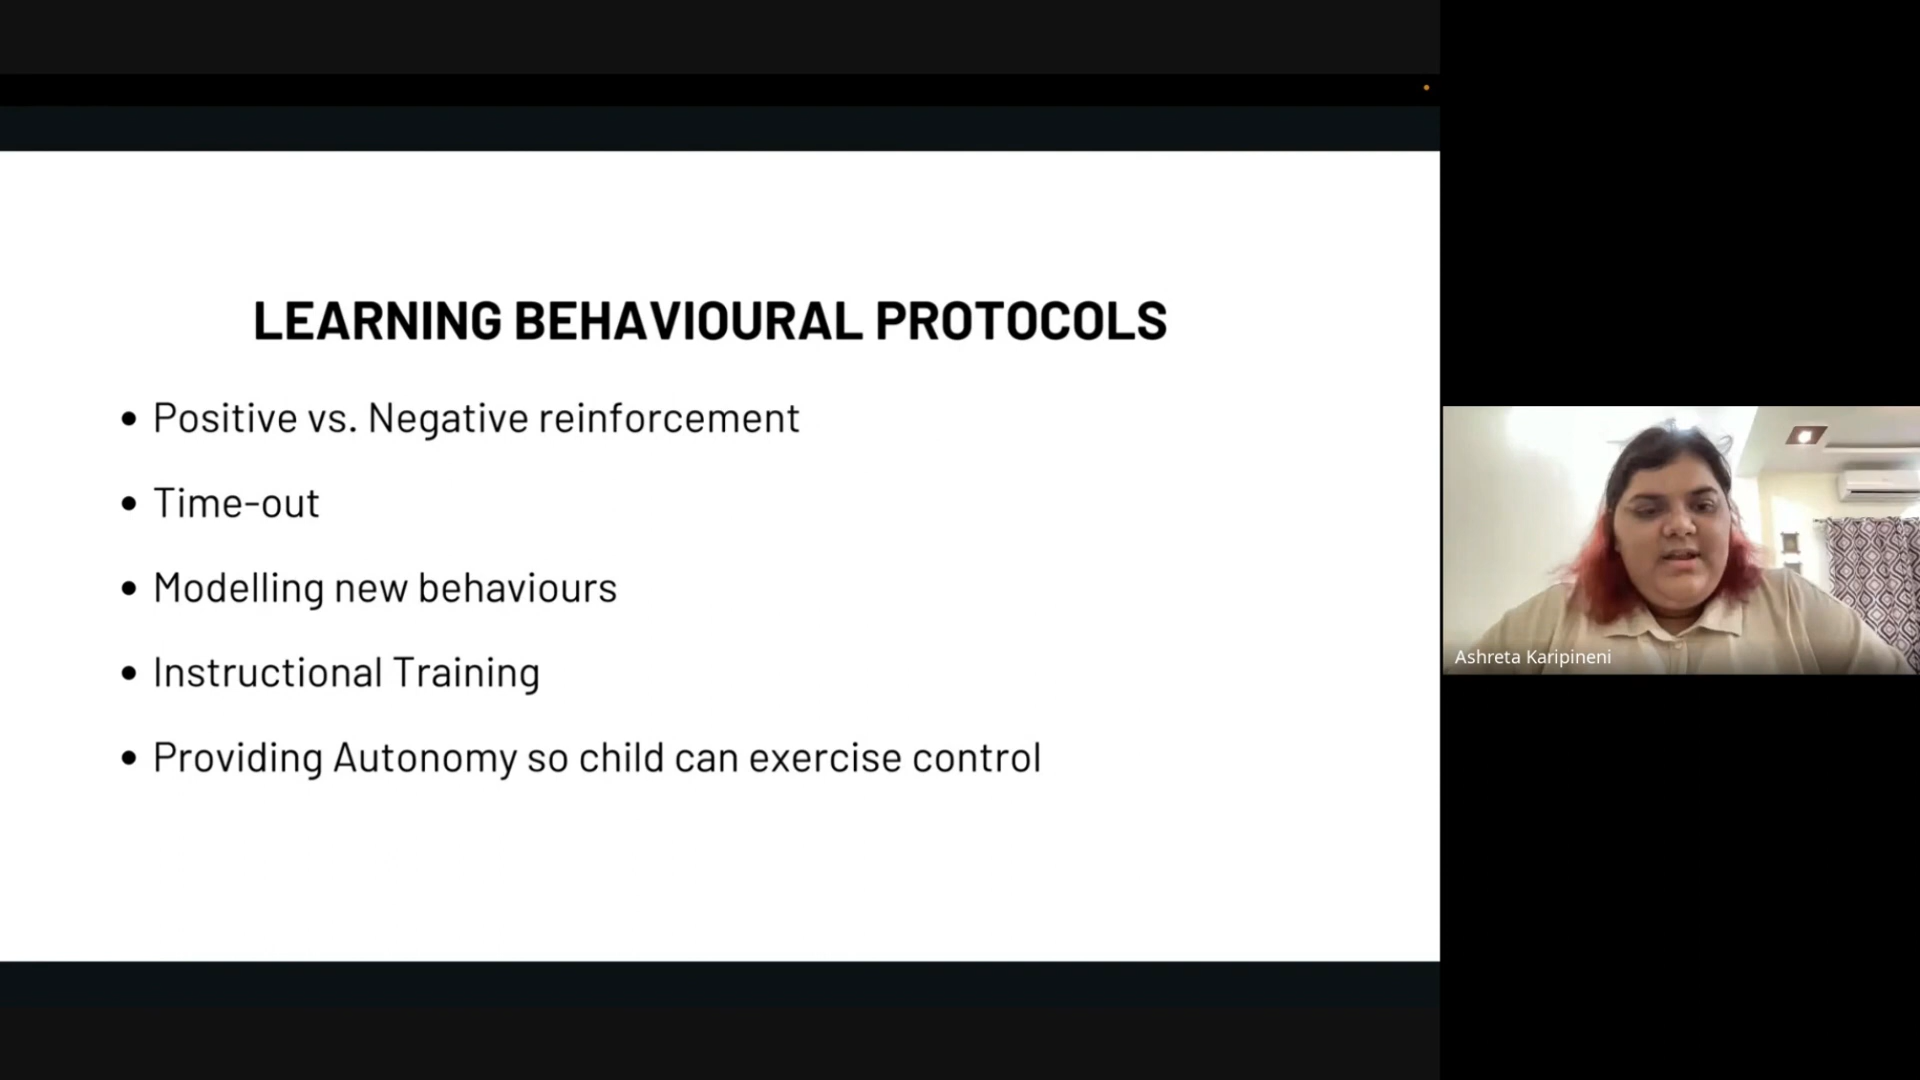 LEARNING BEHAVIOURAL PROTOCOLS
• Positive vs. Negative reinforcement
• Time-out
• Modelling new behaviours
• Instructional Training
• Providing Autonomy so child can exercise control
Ashreta Karipineni